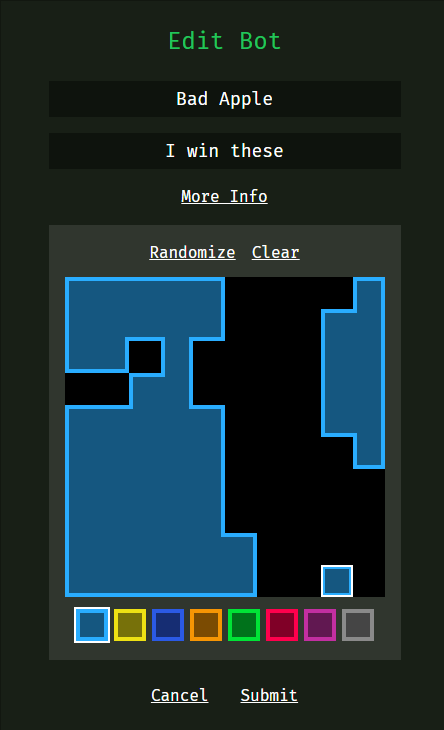 Edit Bot
Bad Apple
I win these
More Info
Randomize Clear
Cancel Submit